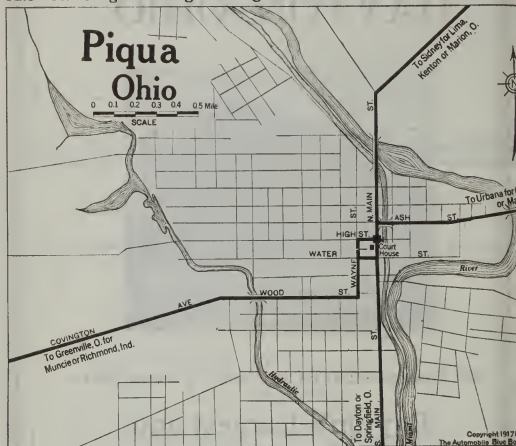 Piqua
Ohio
0 0.1 0.2 0.3 0.4 0.5 Mile
SCALE
To Sidney for Lima,
Kenton or Marion, O.
ST.
N. MAIN
ST.
ASH
ST.
To Urbana for
HIGH ST.
Court
House
WATER
ST.
WAYNE
River
WOOD
ST.
AVE
COVINGTON
To Greenville, O. for
Muncie or Richmond, Ind.
ST.
S. MAIN
Hydraulic
To Dayton or
Springfield, O.
Miami
Copyright 1917
The Automobile Blue